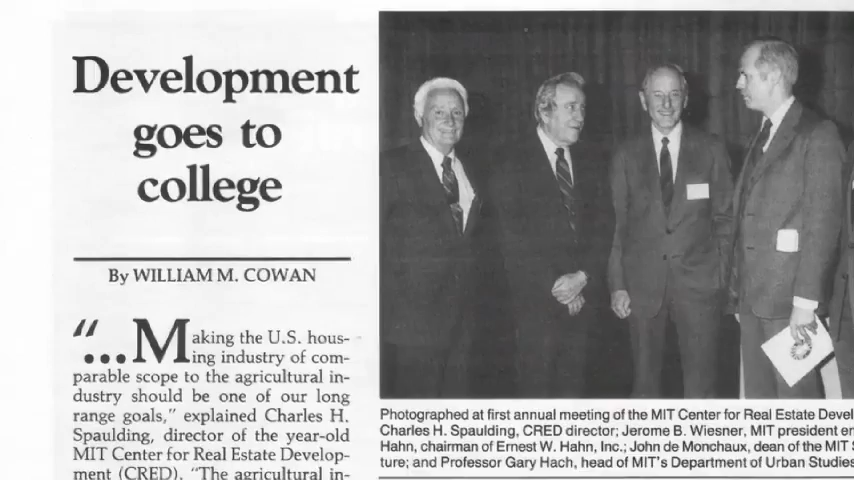 Development
goes to
college
By WILLIAM M. COWAN
“...Making the U.S. hous-
ing industry of com-
parable scope to the agricultural in-
dustry should be one of our long
range goals,” explained Charles H.
Spaulding, director of the year-old
MIT Center for Real Estate Develop-
ment (CRED). “The agricultural in-
Photographed at first annual meeting of the MIT Center for Real Estate Devel
Charles H. Spaulding, CRED director; Jerome B. Wiesner, MIT president em
Hahn, chairman of Ernest W. Hahn, Inc.; John de Monchaux, dean of the MIT S
ture; and Professor Gary Hach, head of MIT's Department of Urban Studies